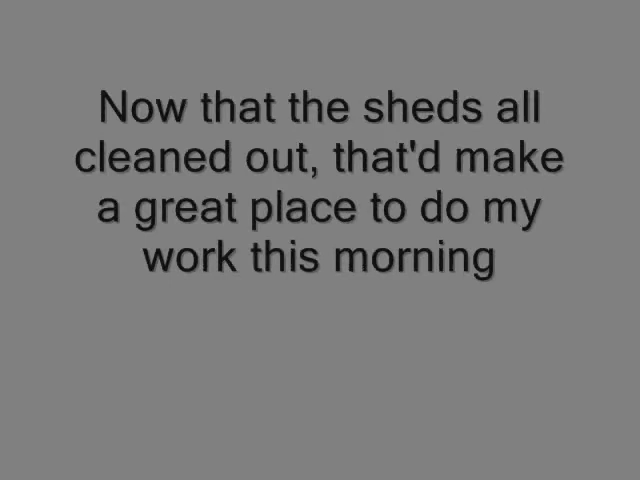 Now that the sheds all
cleaned out, that'd make
a great place to do my
work this morning